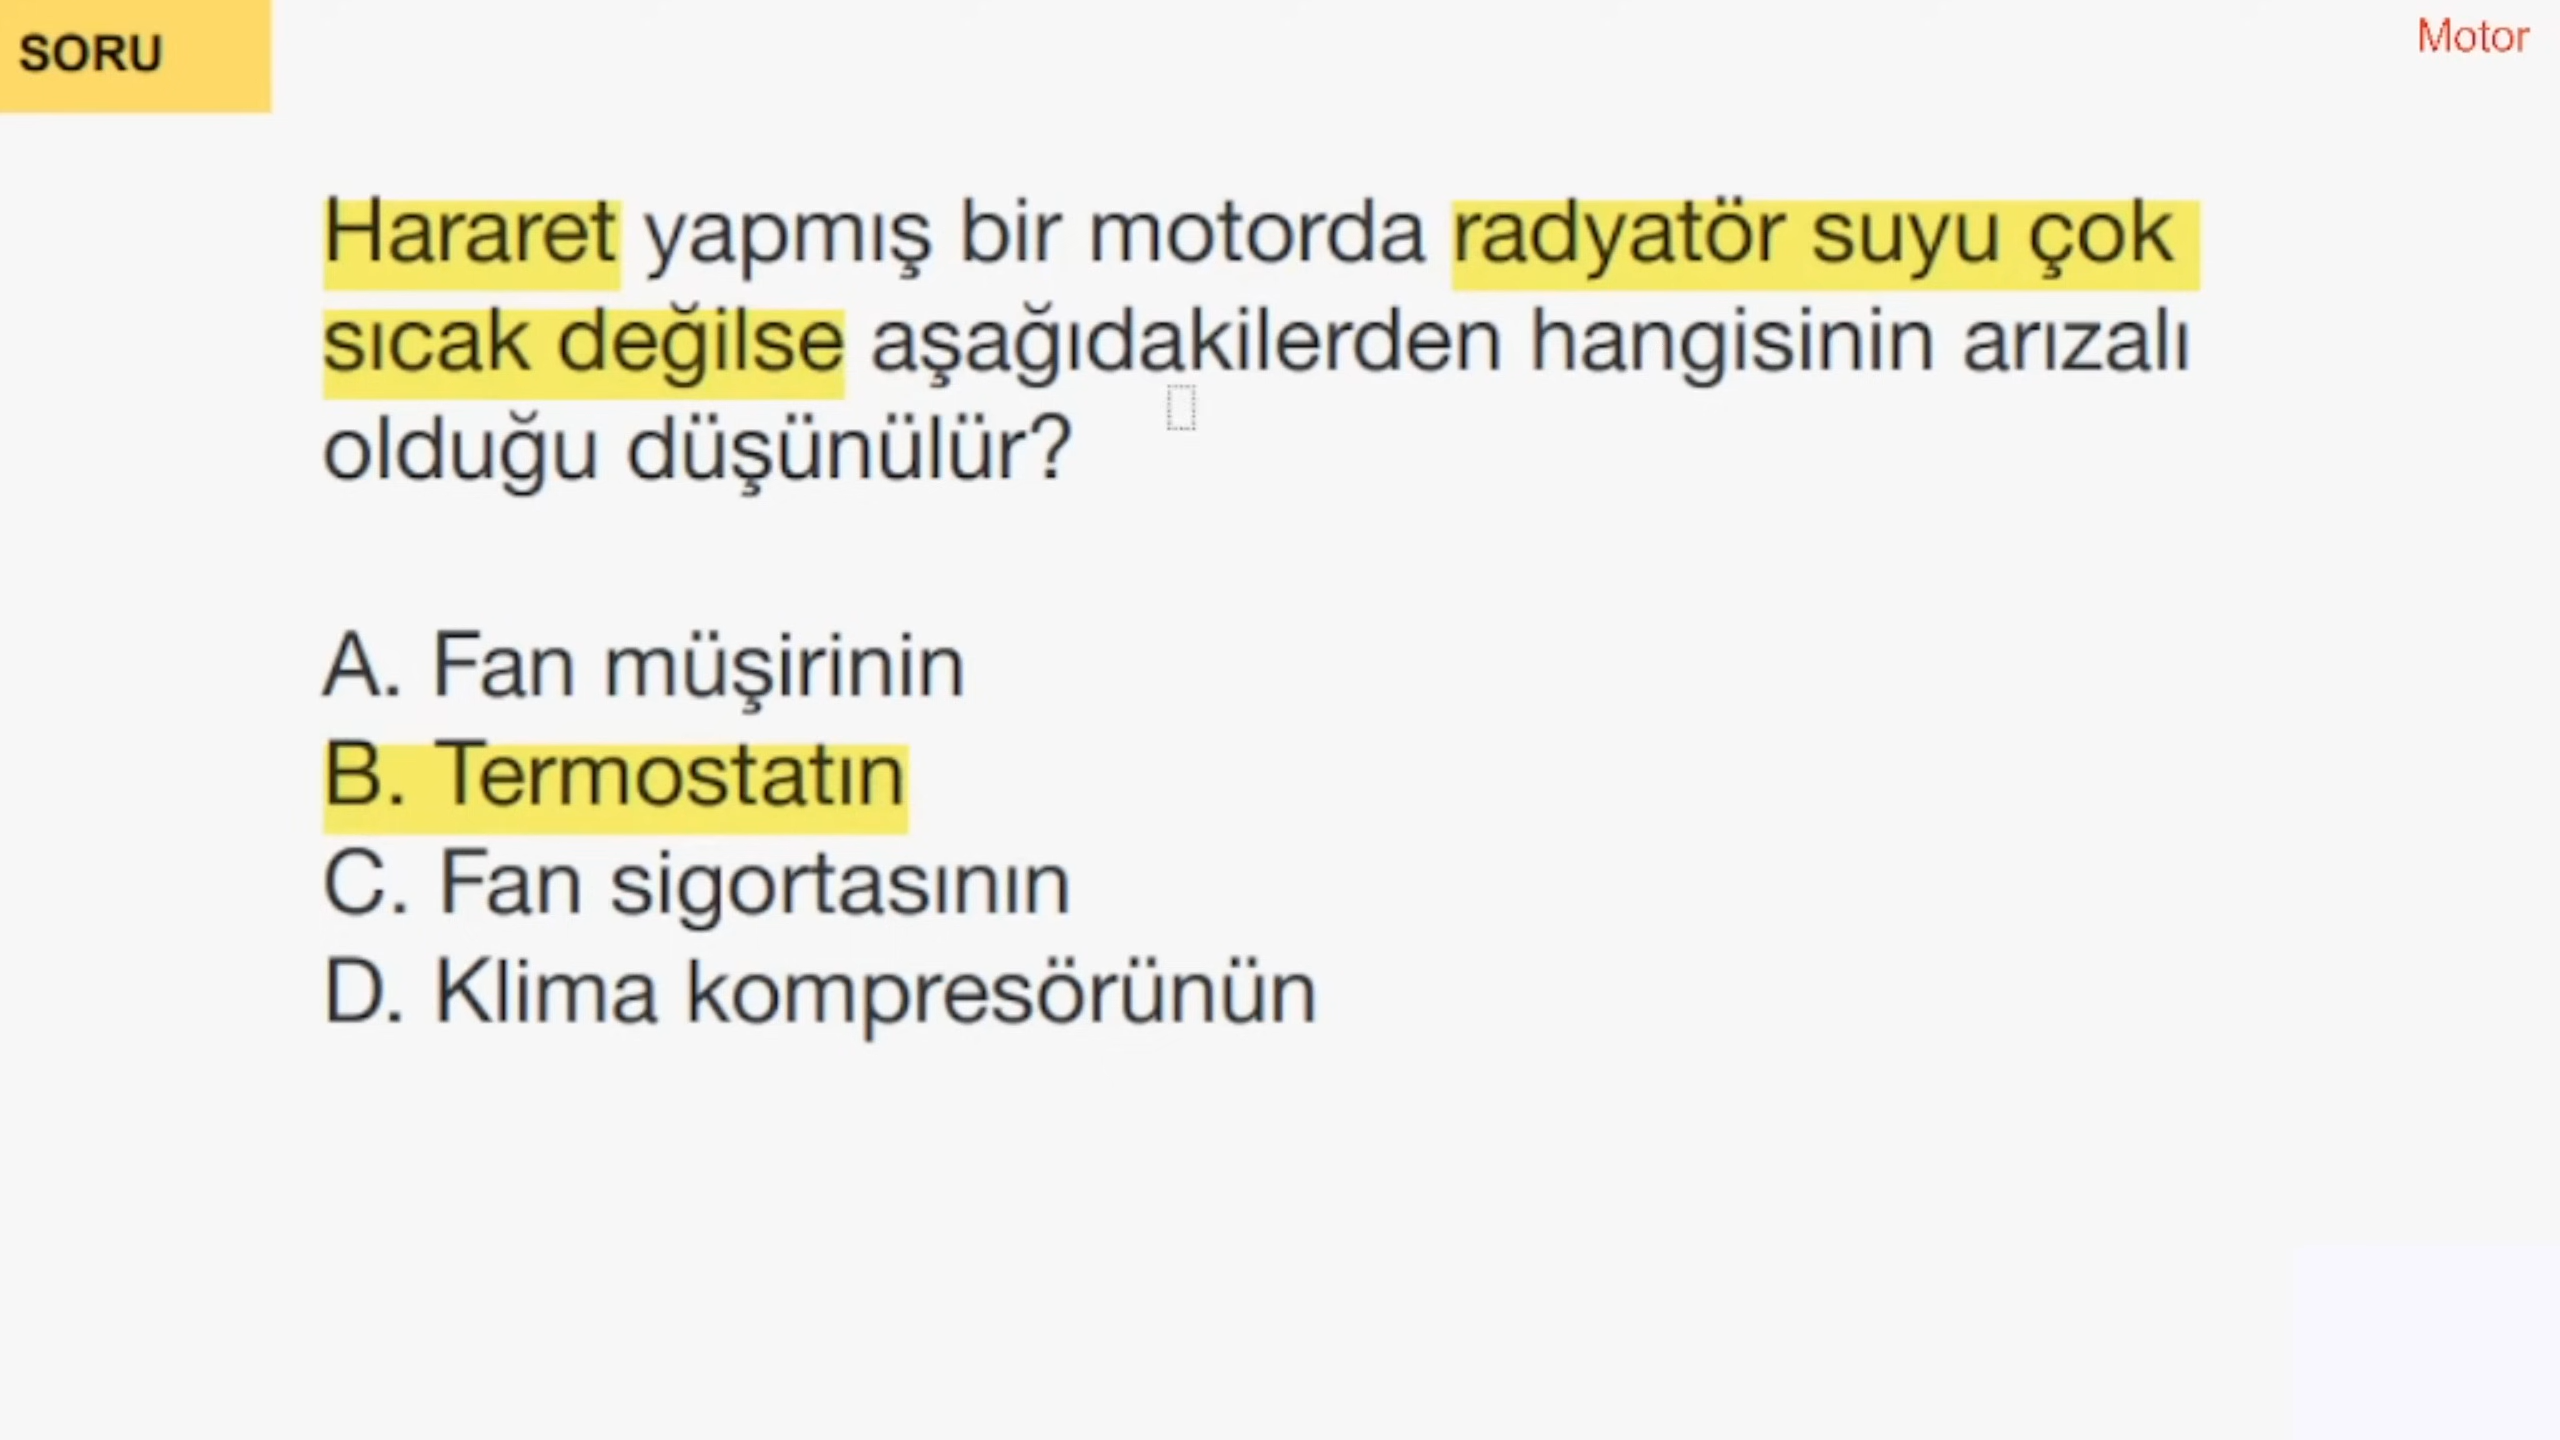 SORU
Motor
Hararet yapmış bir motorda radyatör suyu çok
sıcak değilse aşağıdakilerden hangisinin arızalı
olduğu düşünülür?
A. Fan müşirinin
B. Termostatın
C. Fan sigortasının
D. Klima kompresörünün